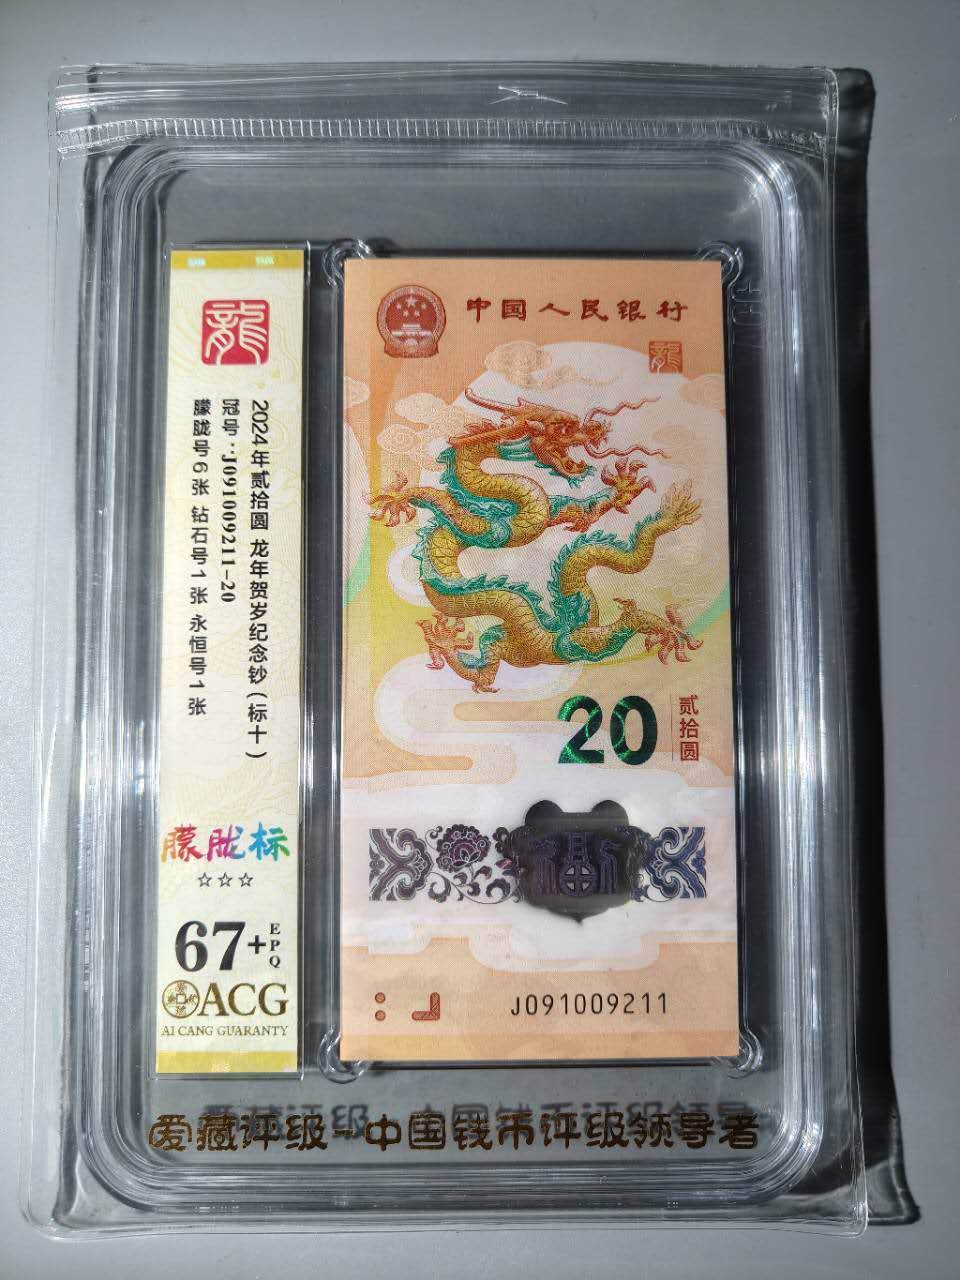 龍
2024年贰拾圆 龙年贺岁纪念钞(标十)
冠号:J091009211-20
朦胧号6张 钻石号1张 永恒号1张
朦胧标
☆☆☆
67+
EPQ
ACG
AI CANG GUARANTY
中国人民银行
龍
20
贰拾圆
J091009211
爱藏评级-中国钱币评级领导者